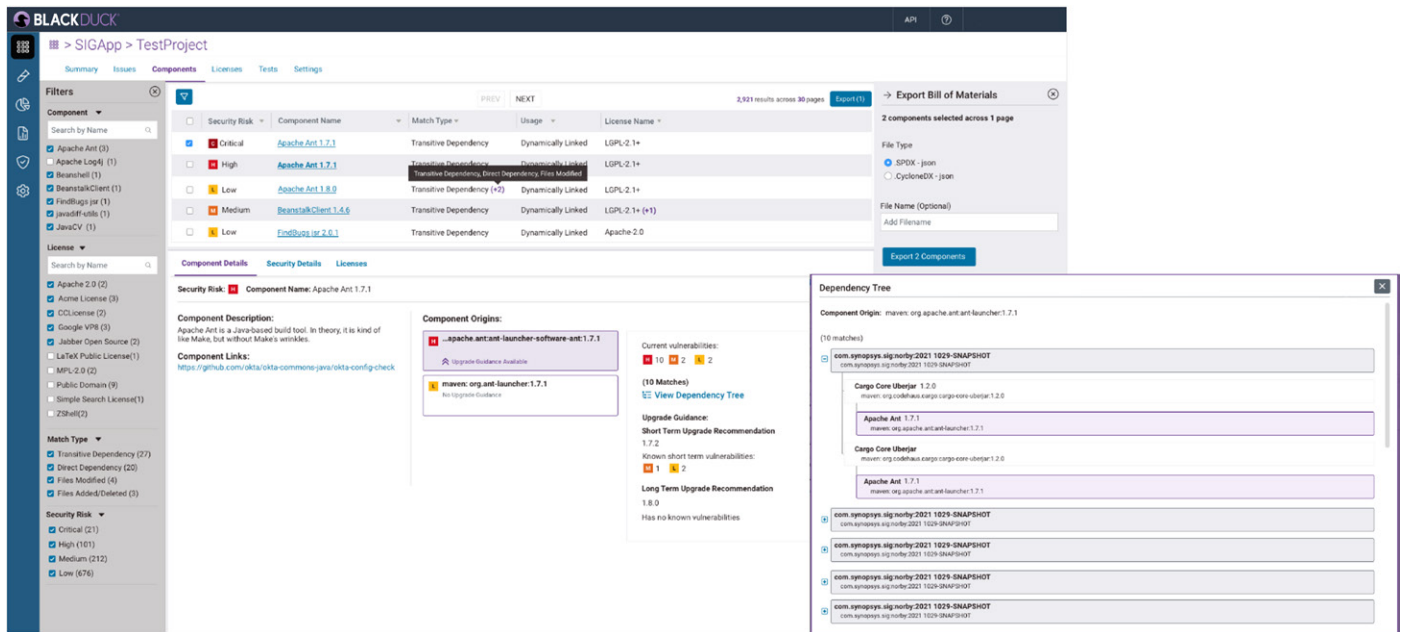 BLACKDUCK
API
> SIGApp > TestProject
Summary Issues Components Licenses Tests Settings
Filters
Component
Search by Name
Apache Ant (3)
Apache Log4j (1)
Beanshell (1)
BeanstalkClient (1)
FindBugs jsr (1)
javadiff-utils (1)
JavaCV (1)
License
Search by Name
Apache 2.0 (2)
Acme License (3)
CCLicense (2)
Google VP8 (3)
Jabber Open Source (2)
LaTeX Public License(1)
MPL-2.0 (2)
Public Domain (9)
Simple Search License(1)
ZShell(2)
Match Type
Transitive Dependency (27)
Direct Dependency (20)
Files Modified (4)
Files Added/Deleted (3)
Security Risk
Critical (21)
High (101)
Medium (212)
Low (676)
PREV NEXT
2,921 results across 30 pages Export (1)
Security Risk Component Name Match Type Usage License Name
C Critical Apache Ant 1.7.1 Transitive Dependency Dynamically Linked LGPL-2.1+
H High Apache Ant 1.7.1 Transitive Dependency Dynamically Linked LGPL-2.1+
Transitive Dependency, Direct Dependency, Files Modified
L Low Apache Ant 1.8.0 Transitive Dependency (+2) Dynamically Linked LGPL-2.1+
M Medium BeanstalkClient 1.4.6 Transitive Dependency Dynamically Linked LGPL-2.1+ (+1)
L Low FindBugs jsr 2.0.1 Transitive Dependency Dynamically Linked Apache-2.0
Component Details Security Details Licenses
Security Risk: H Component Name: Apache Ant 1.7.1
Component Description:
Apache Ant is a Java-based build tool. In theory, it is kind of
like Make, but without Make's wrinkles.
Component Links:
https://github.com/okta/okta-commons-java/okta-config-check
Component Origins:
H ...apache.ant:ant-launcher-software-ant:1.7.1
Upgrade Guidance Available
L maven: org.ant-launcher:1.7.1
No Upgrade Guidance
Current vulnerabilities:
H 10 M 2 L 2
(10 Matches)
View Dependency Tree
Upgrade Guidance:
Short Term Upgrade Recommendation
1.7.2
Known short term vulnerabilities:
M 1 L 2
Long Term Upgrade Recommendation
1.8.0
Has no known vulnerabilities
Export Bill of Materials
2 components selected across 1 page
File Type
.SPDX - json
.CycloneDX - json
File Name (Optional)
Add Filename
Export 2 Components
Dependency Tree
Component Origin: maven: org.apache.ant:ant-launcher:1.7.1
(10 matches)
com.synopsys.sig:norby:2021 1029-SNAPSHOT
com.synopsys.sig:norby:2021 1029-SNAPSHOT
Cargo Core Uberjar 1.2.0
maven: org.codehaus.cargo:cargo-core-uberjar:1.2.0
Apache Ant 1.7.1
maven: org.apache.ant:ant-launcher:1.7.1
Cargo Core Uberjar
maven: org.codehaus.cargo:cargo-core-uberjar:1.2.0
Apache Ant 1.7.1
maven: org.apache.ant:ant-launcher:1.7.1
com.synopsys.sig:norby:2021 1029-SNAPSHOT
com.synopsys.sig:norby:2021 1029-SNAPSHOT
com.synopsys.sig:norby:2021 1029-SNAPSHOT
com.synopsys.sig:norby:2021 1029-SNAPSHOT
com.synopsys.sig:norby:2021 1029-SNAPSHOT
com.synopsys.sig:norby:2021 1029-SNAPSHOT
com.synopsys.sig:norby:2021 1029-SNAPSHOT
com.synopsys.sig:norby:2021 1029-SNAPSHOT